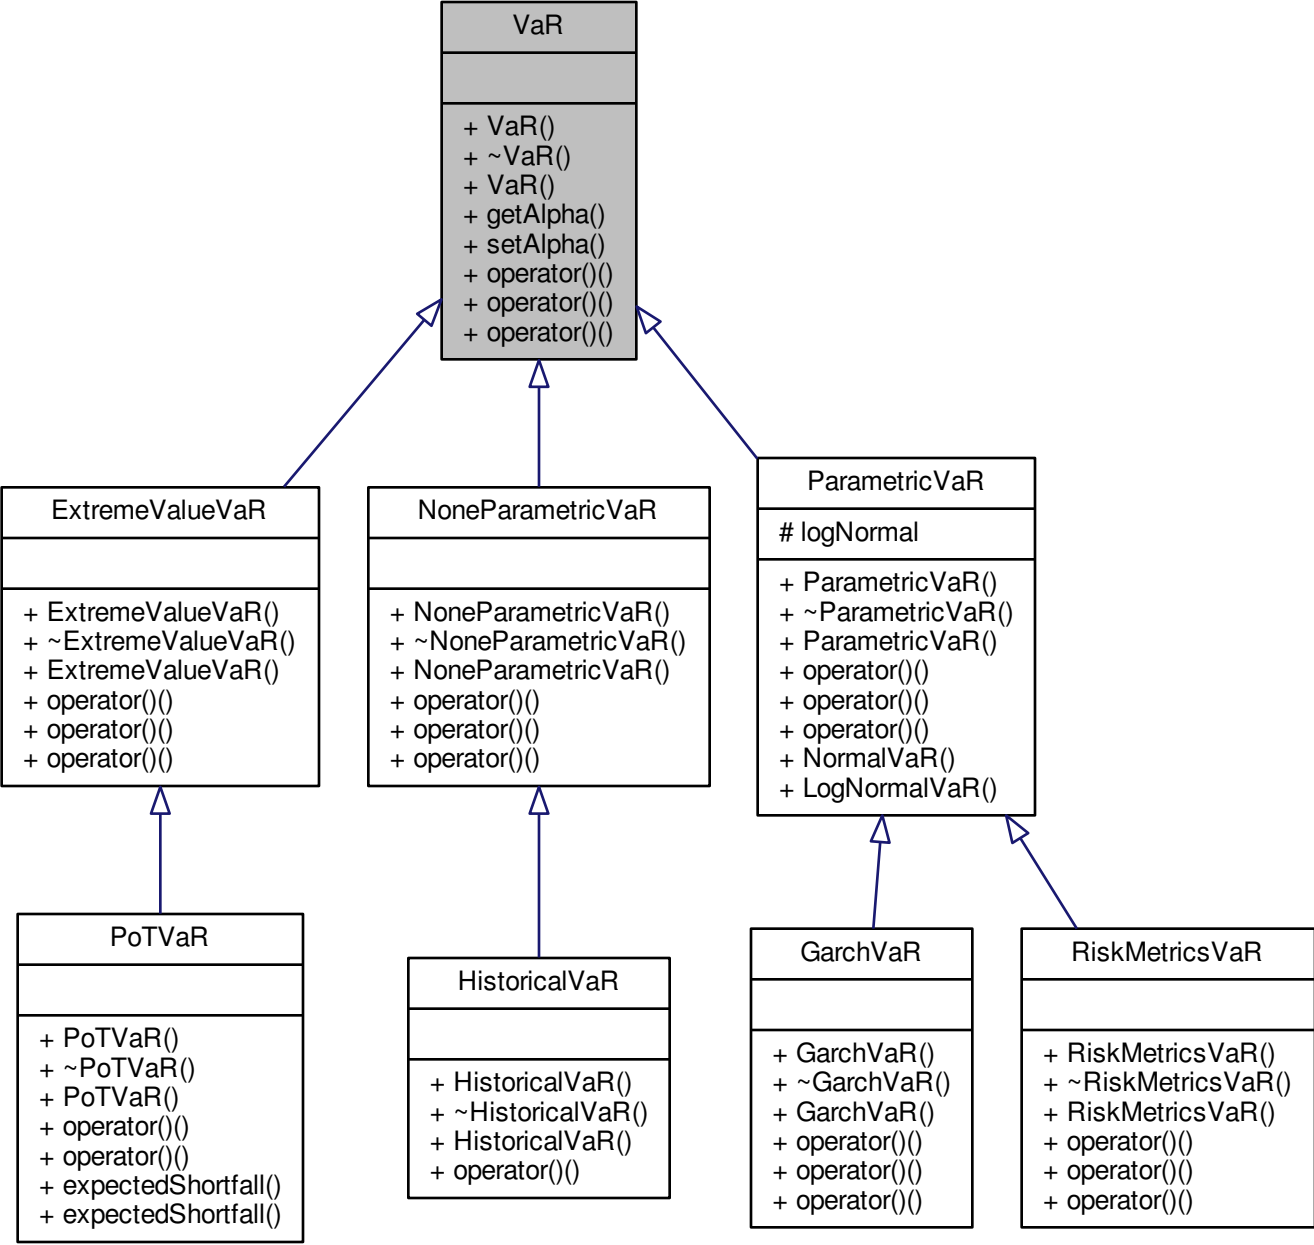 VaR
+ VaR()
+ ~VaR()
+ VaR()
+ getAlpha()
+ setAlpha()
+ operator()()
+ operator()()
+ operator()()
ExtremeValueVaR
+ ExtremeValueVaR()
+ ~ExtremeValueVaR()
+ ExtremeValueVaR()
+ operator()()
+ operator()()
+ operator()()
NoneParametricVaR
+ NoneParametricVaR()
+ ~NoneParametricVaR()
+ NoneParametricVaR()
+ operator()()
+ operator()()
+ operator()()
ParametricVaR
# logNormal
+ ParametricVaR()
+ ~ParametricVaR()
+ ParametricVaR()
+ operator()()
+ operator()()
+ operator()()
+ NormalVaR()
+ LogNormalVaR()
PoTVaR
+ PoTVaR()
+ ~PoTVaR()
+ PoTVaR()
+ operator()()
+ operator()()
+ expectedShortfall()
+ expectedShortfall()
HistoricalVaR
+ HistoricalVaR()
+ ~HistoricalVaR()
+ HistoricalVaR()
+ operator()()
GarchVaR
+ GarchVaR()
+ ~GarchVaR()
+ GarchVaR()
+ operator()()
+ operator()()
+ operator()()
RiskMetricsVaR
+ RiskMetricsVaR()
+ ~RiskMetricsVaR()
+ RiskMetricsVaR()
+ operator()()
+ operator()()
+ operator()()